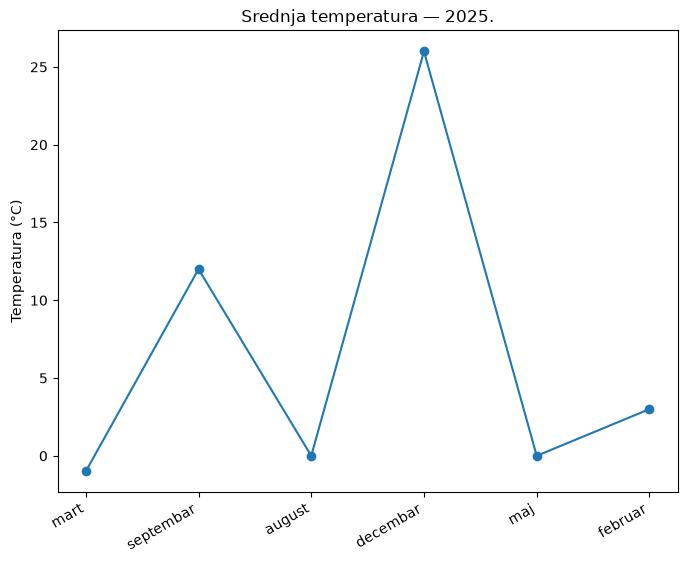 Srednja temperatura — 2025.
Temperatura (°C)
25
20
15
10
5
0
mart
septembar
august
decembar
maj
februar